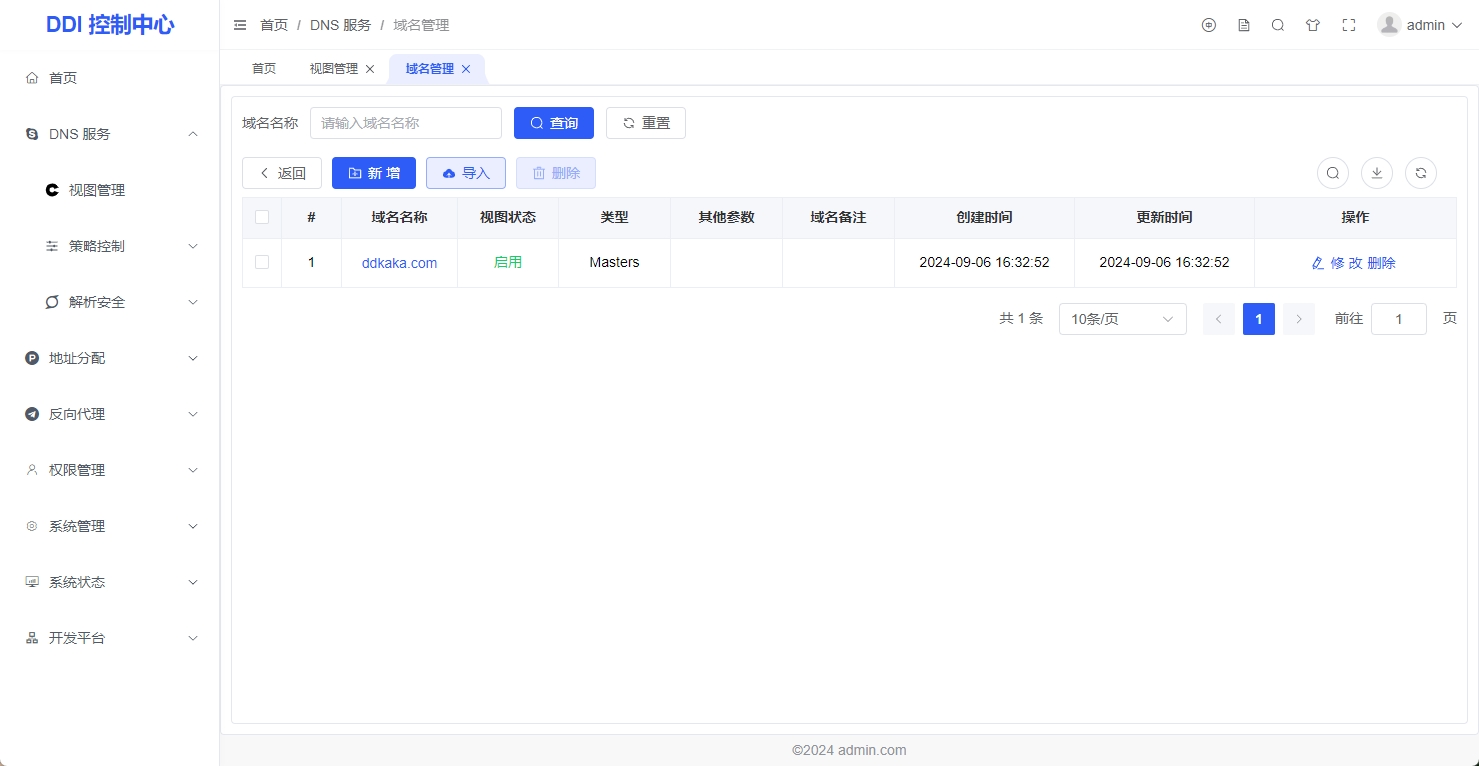 DDI 控制中心
首页 / DNS 服务 / 域名管理
admin
首页 视图管理 域名管理
首页
DNS 服务
视图管理
策略控制
解析安全
地址分配
反向代理
权限管理
系统管理
系统状态
开发平台
域名名称 请输入域名名称 查询 重置
返回 新 增 导入 删除
# 域名名称 视图状态 类型 其他参数 域名备注 创建时间 更新时间 操作
1 ddkaka.com 启用 Masters 2024-09-06 16:32:52 2024-09-06 16:32:52 修 改 删除
共 1 条 10条/页 1 前往 1 页
©2024 admin.com